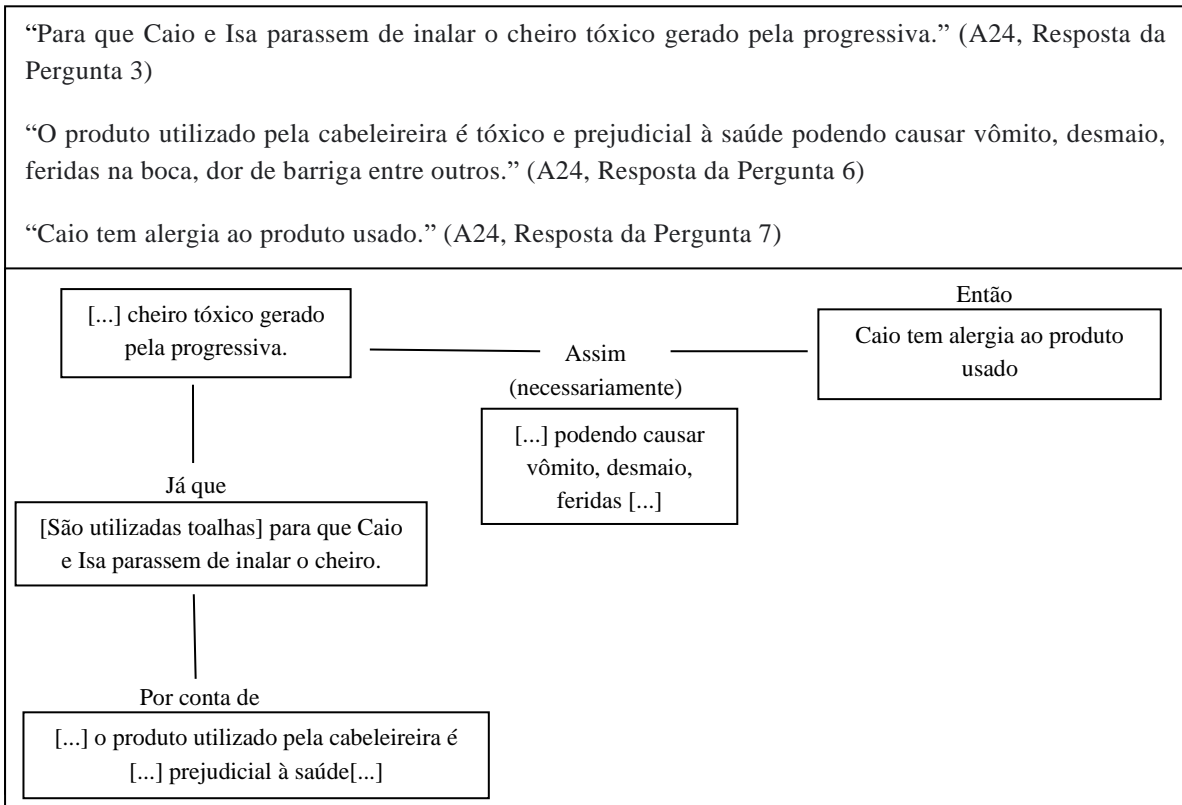 “Para que Caio e Isa parassem de inalar o cheiro tóxico gerado pela progressiva.” (A24, Resposta da
Pergunta 3)
“O produto utilizado pela cabeleireira é tóxico e prejudicial à saúde podendo causar vômito, desmaio,
feridas na boca, dor de barriga entre outros.” (A24, Resposta da Pergunta 6)
“Caio tem alergia ao produto usado.” (A24, Resposta da Pergunta 7)
[...] cheiro tóxico gerado
pela progressiva.
Assim
(necessariamente)
[...] podendo causar
vômito, desmaio,
feridas [...]
Então
Caio tem alergia ao produto
usado
Já que
[São utilizadas toalhas] para que Caio
e Isa parassem de inalar o cheiro.
Por conta de
[...] o produto utilizado pela cabeleireira é
[...] prejudicial à saúde[...]